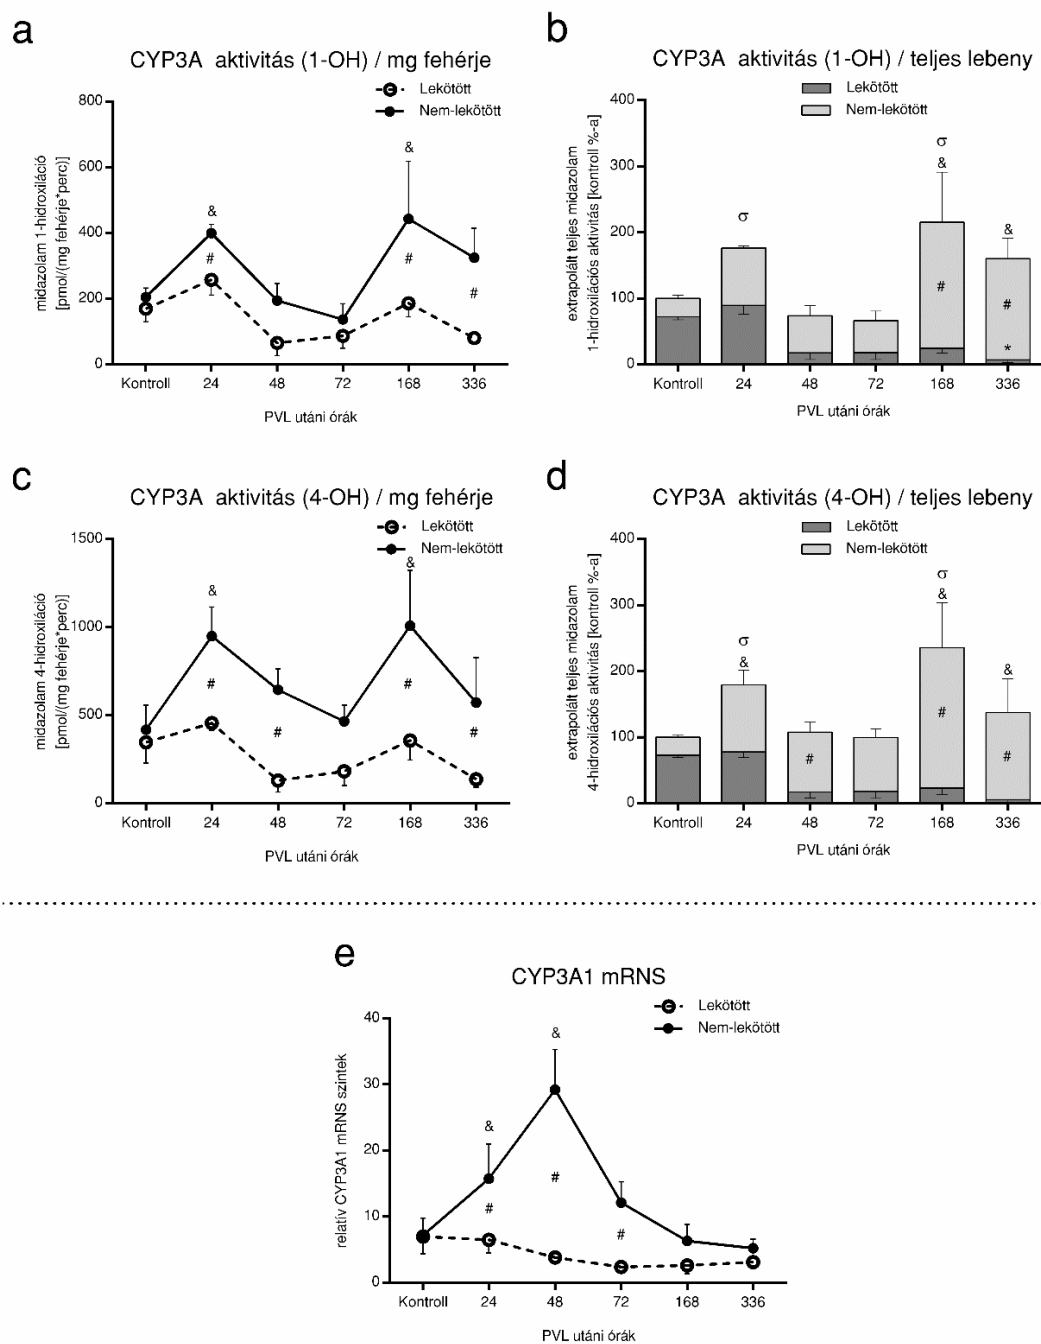 a
CYP3A aktivitás (1-OH) / mg fehérje
Lekötött
Nem-lekötött
midazolam 1-hidroxiláció
[pmol/(mg fehérje*perc)]
800
600
400
200
0
&
#
&
#
#
Kontroll 24 48 72 168 336
PVL utáni órák
b
CYP3A aktivitás (1-OH) / teljes lebeny
Lekötött
Nem-lekötött
extrapolált teljes midazolam
1-hidroxilációs aktivitás [kontroll %-a]
400
300
200
100
0
σ
σ
&
#
&
#
*
Kontroll 24 48 72 168 336
PVL utáni órák
c
CYP3A aktivitás (4-OH) / mg fehérje
Lekötött
Nem-lekötött
midazolam 4-hidroxiláció
[pmol/(mg fehérje*perc)]
1500
1000
500
0
&
#
#
&
#
#
Kontroll 24 48 72 168 336
PVL utáni órák
d
CYP3A aktivitás (4-OH) / teljes lebeny
Lekötött
Nem-lekötött
extrapolált teljes midazolam
4-hidroxilációs aktivitás [kontroll %-a]
400
300
200
100
0
σ
&
#
σ
&
#
&
#
Kontroll 24 48 72 168 336
PVL utáni órák
e
CYP3A1 mRNS
Lekötött
Nem-lekötött
relatív CYP3A1 mRNS szintek
40
30
20
10
0
&
#
&
#
#
Kontroll 24 48 72 168 336
PVL utáni órák